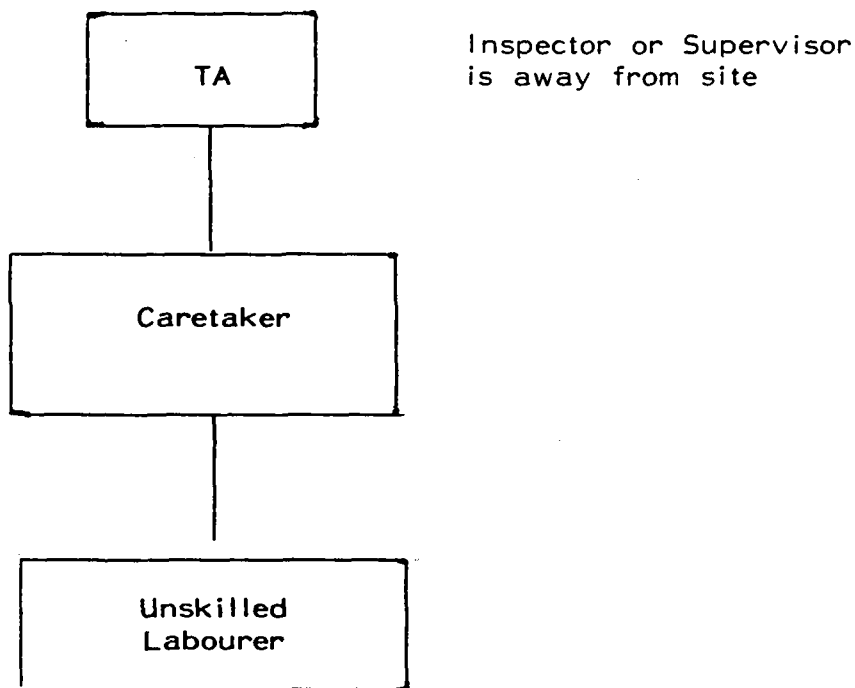 TA
Inspector or Supervisor
is away from site
Caretaker
Unskilled
Labourer